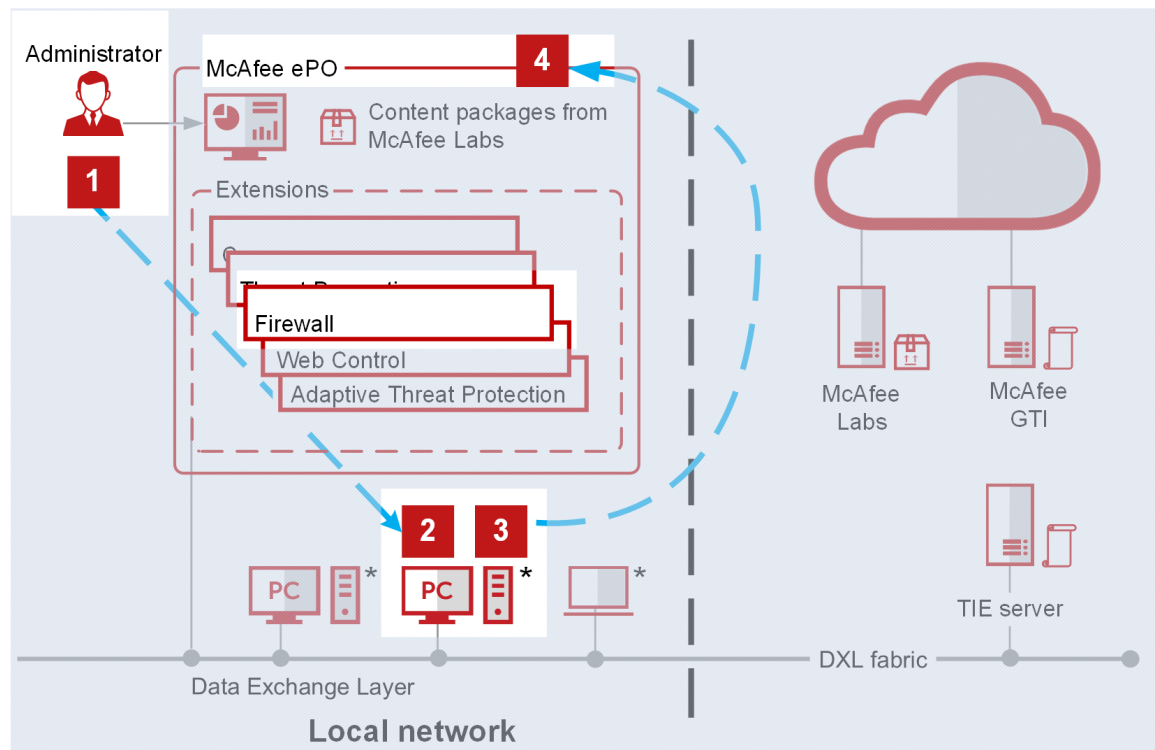 Administrator
1
McAfee ePO
4
Content packages from
McAfee Labs
Extensions
Firewall
Web Control
Adaptive Threat Protection
2
3
PC
*
PC
*
*
McAfee
Labs
McAfee
GTI
TIE server
DXL fabric
Data Exchange Layer
Local network